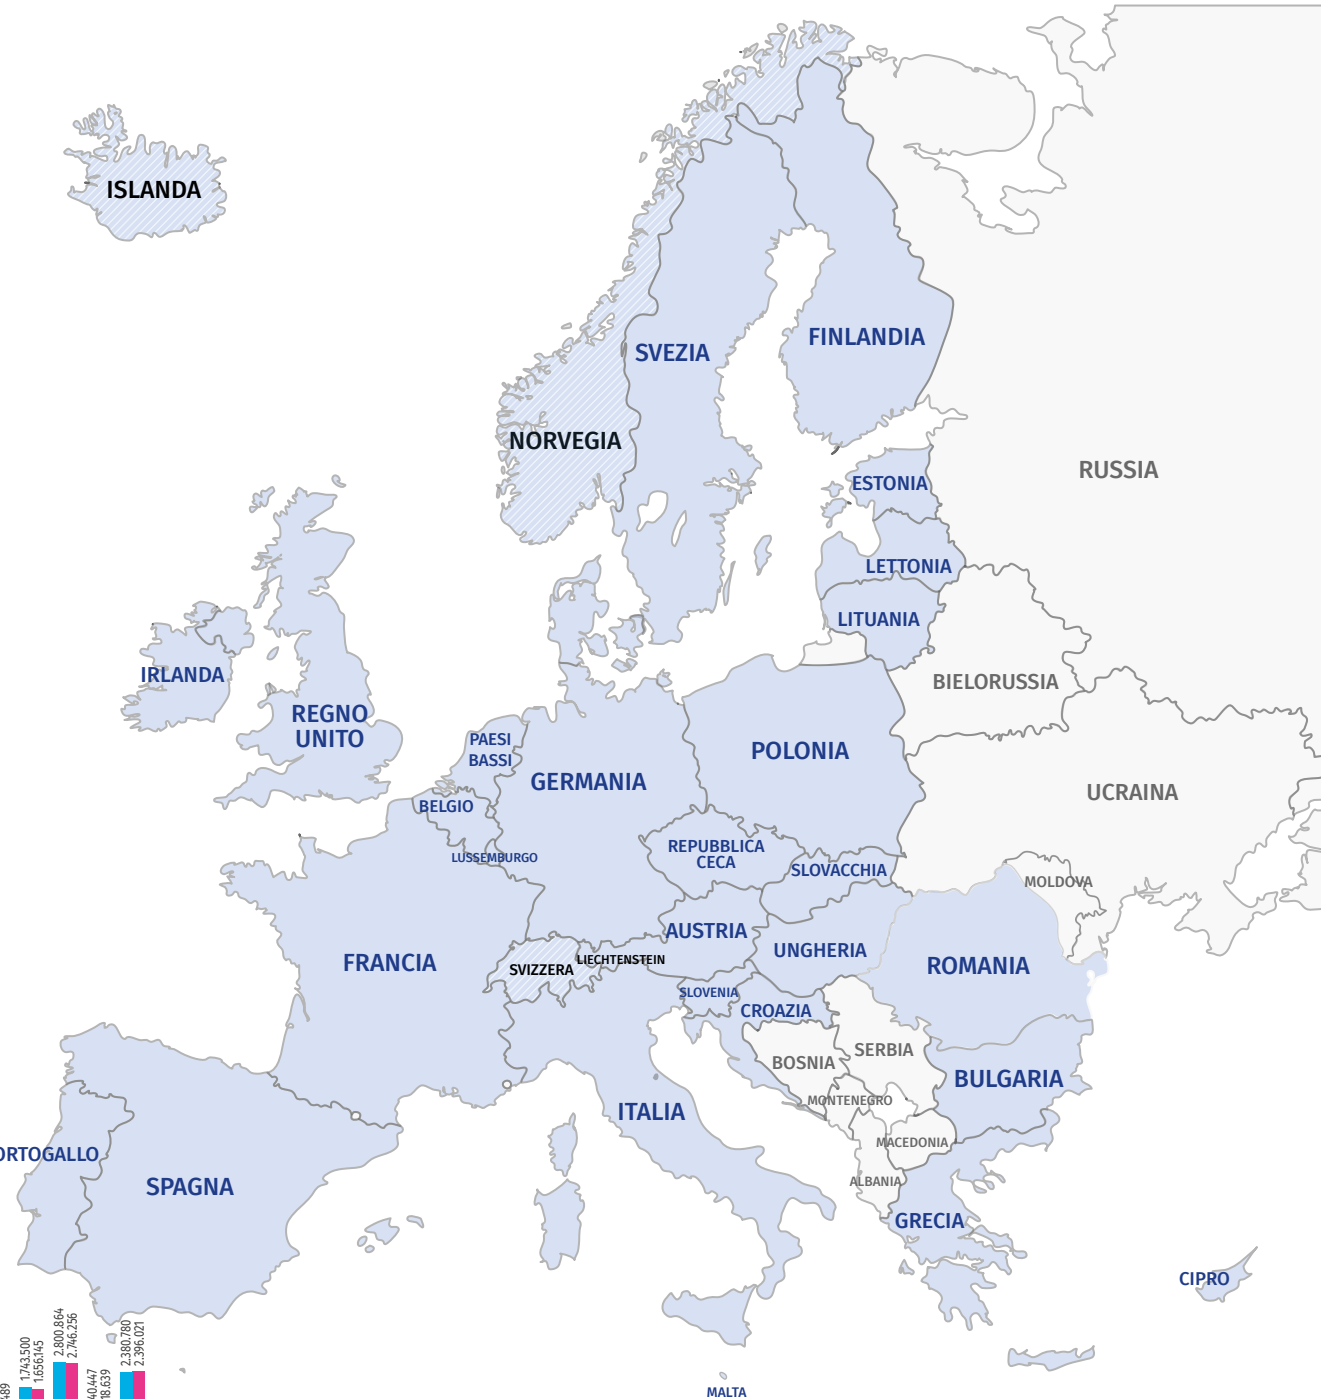 ISLANDA
SVEZIA
FINLANDIA
NORVEGIA
RUSSIA
ESTONIA
LETTONIA
LITUANIA
IRLANDA
BIELORUSSIA
REGNO
UNITO
PAESI
BASSI
POLONIA
GERMANIA
UCRAINA
BELGIO
REPUBBLICA
CECA
LUSSEMBURGO
SLOVACCHIA
MOLDOVA
AUSTRIA
UNGHERIA
FRANCIA
SVIZZERA
LIECHTENSTEIN
ROMANIA
SLOVENIA
CROAZIA
SERBIA
BOSNIA
BULGARIA
MONTENEGRO
ITALIA
MACEDONIA
ORTOGALLO
SPAGNA
ALBANIA
GRECIA
CIPRO
489
1.743.500
1.656.145
2.800.864
2.746.256
40.447
18.639
2.380.780
2.396.021
MALTA